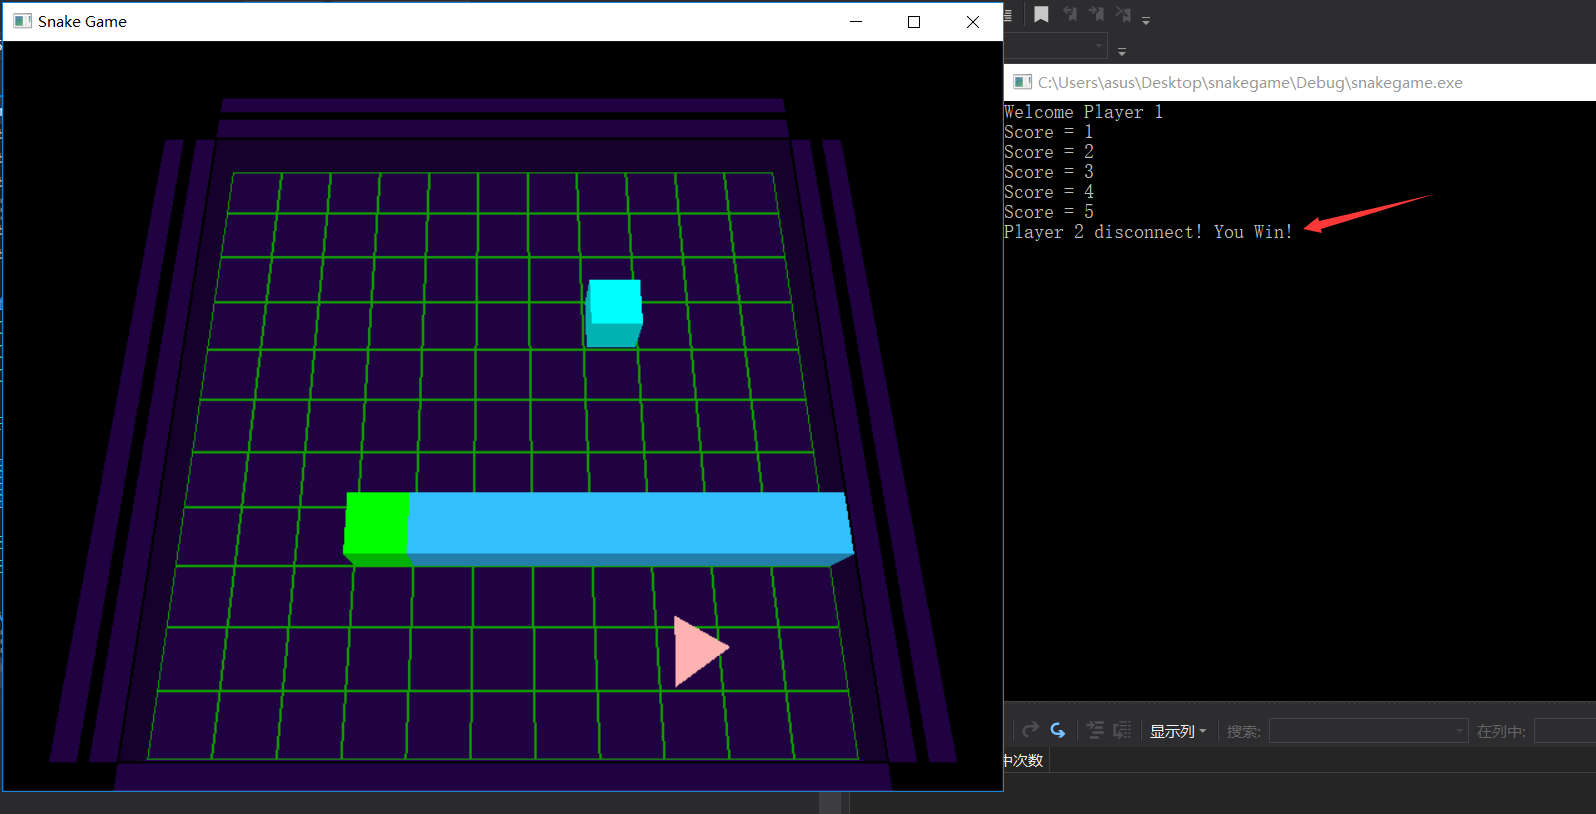 Snake Game
C:\Users\asus\Desktop\snakegame\Debug\snakegame.exe
Welcome Player 1
Score = 1
Score = 2
Score = 3
Score = 4
Score = 5
Player 2 disconnect! You Win!
显示列
搜索:
在列中:
中次数